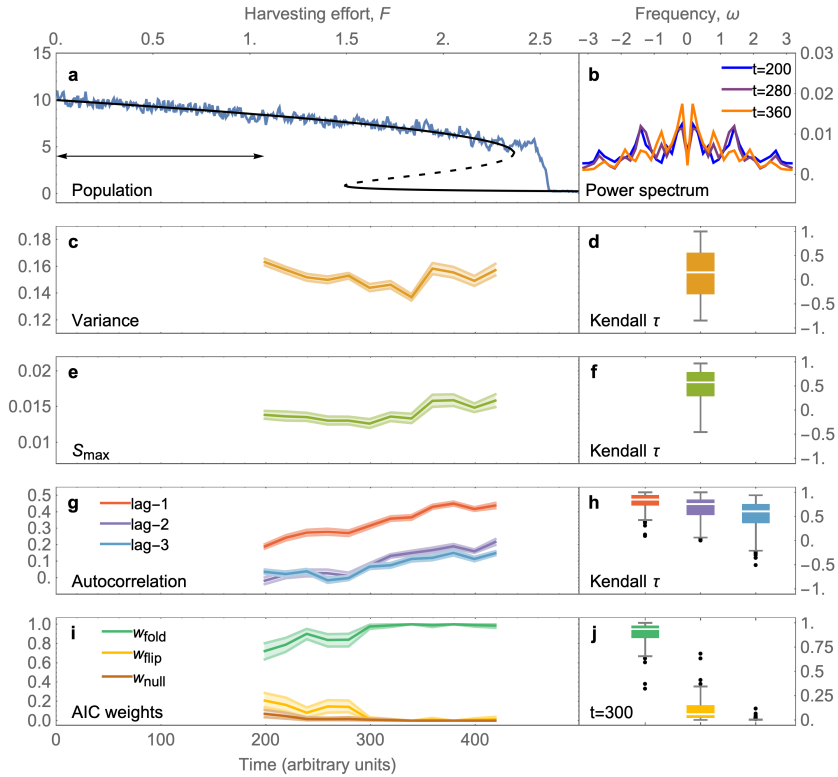 Harvesting effort, F
Frequency, ω
0. 0.5 1. 1.5 2. 2.5
-3 -2 -1 0 1 2 3
15
10
5
0
a
Population
b
t=200
t=280
t=360
Power spectrum
0.03
0.01
0
0.18
0.16
0.14
0.12
c
Variance
d
Kendall τ
1.
0.5
0.
-0.5
-1.
0.02
0.015
0.01
e
Smax
f
Kendall τ
1.
0.5
0.
-0.5
-1.
0.5
0.4
0.3
0.2
0.1
0.
g
lag-1
lag-2
lag-3
Autocorrelation
h
Kendall τ
1.
0.5
0.
-0.5
-1.
1.0
0.8
0.6
0.4
0.2
0.0
i
wfold
wflip
wnull
AIC weights
j
t=300
1.
0.75
0.5
0.25
0.
0 100 200 300 400
-3 -2 -1 0 1 2
Time (arbitrary units)